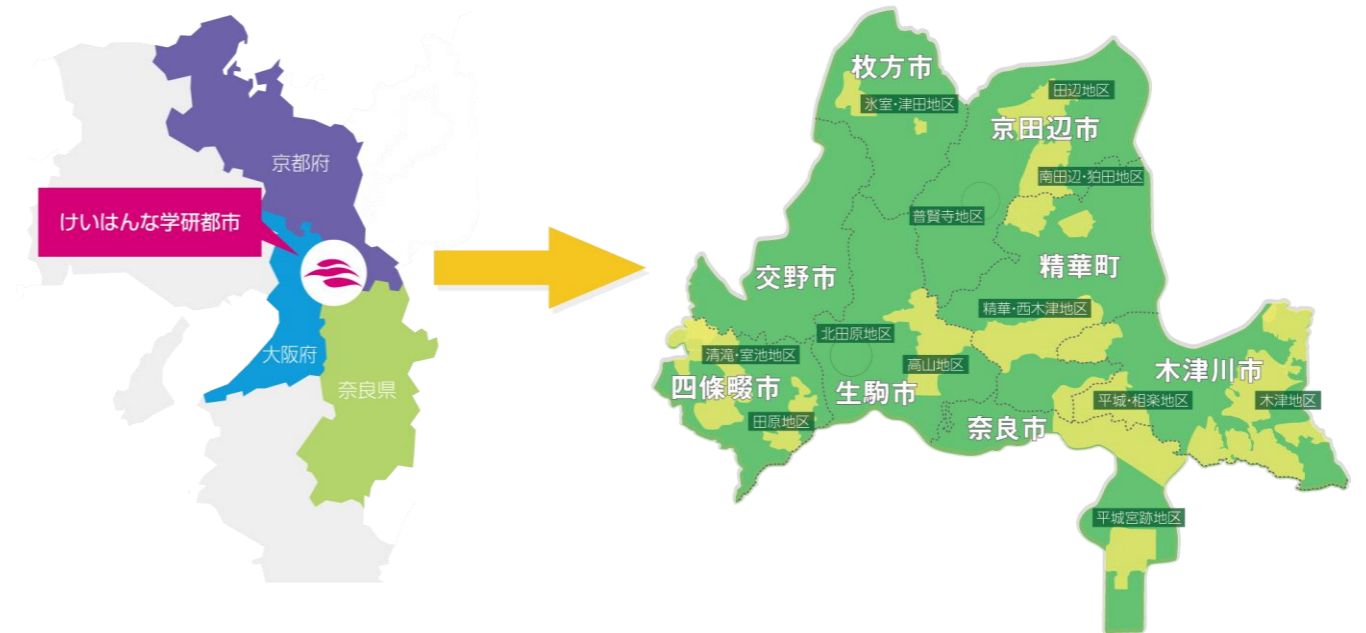 京都府
けいはんな学研都市
大阪府
奈良県
枚方市
氷室・津田地区
田辺地区
京田辺市
南田辺・狛田地区
普賢寺地区
精華町
交野市
精華・西木津地区
北田原地区
清滝・室池地区
高山地区
木津川市
四條畷市
生駒市
平城・相楽地区
木津地区
田原地区
奈良市
平城宮跡地区